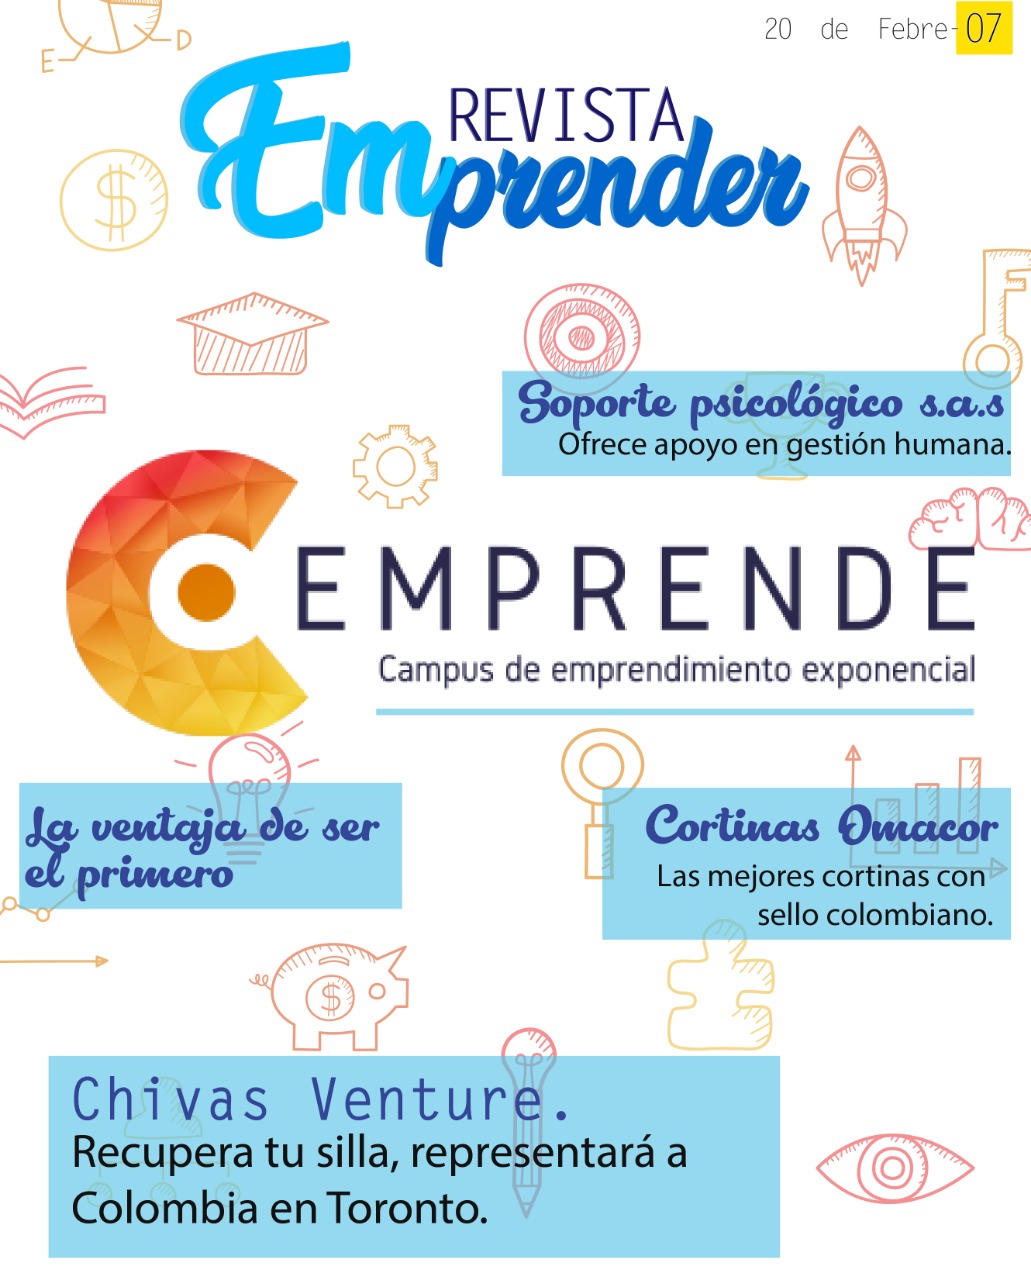 20 de Febre-
07
REVISTA
Emprender
E
D
$
Soporte psicológico s.a.s
Ofrece apoyo en gestión humana.
C EMPRENDE
Campus de emprendimiento exponencial
La ventaja de ser
el primero
Cortinas Omacor
Las mejores cortinas con
sello colombiano.
$
Chivas Venture.
Recupera tu silla, representará a
Colombia en Toronto.